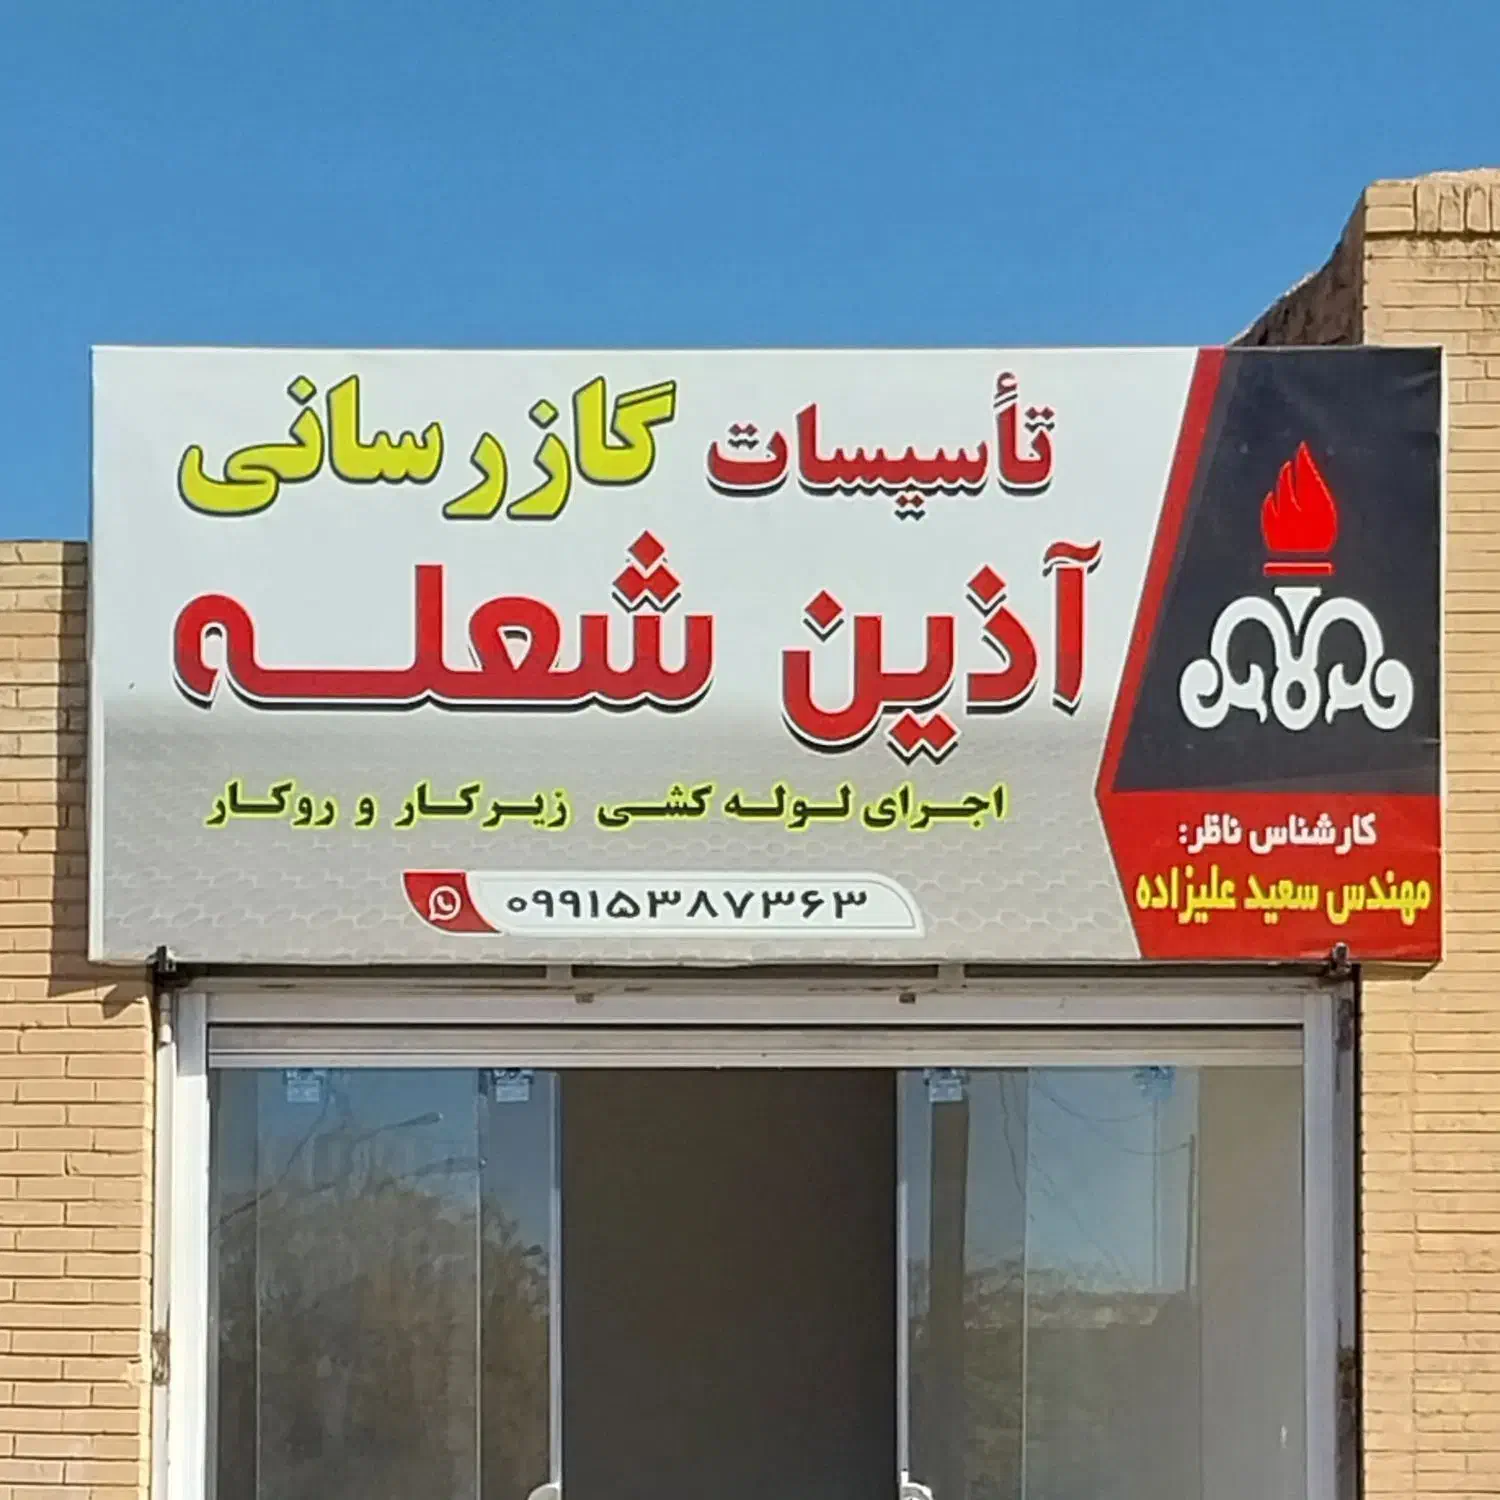 تأسیسات گازرسانی
آذین شعله
اجرای لوله کشی زیرکار و روکار
۰۹۹۱۵۳۸۷۳۶۳
کارشناس ناظر:
مهندس سعید علیزاده